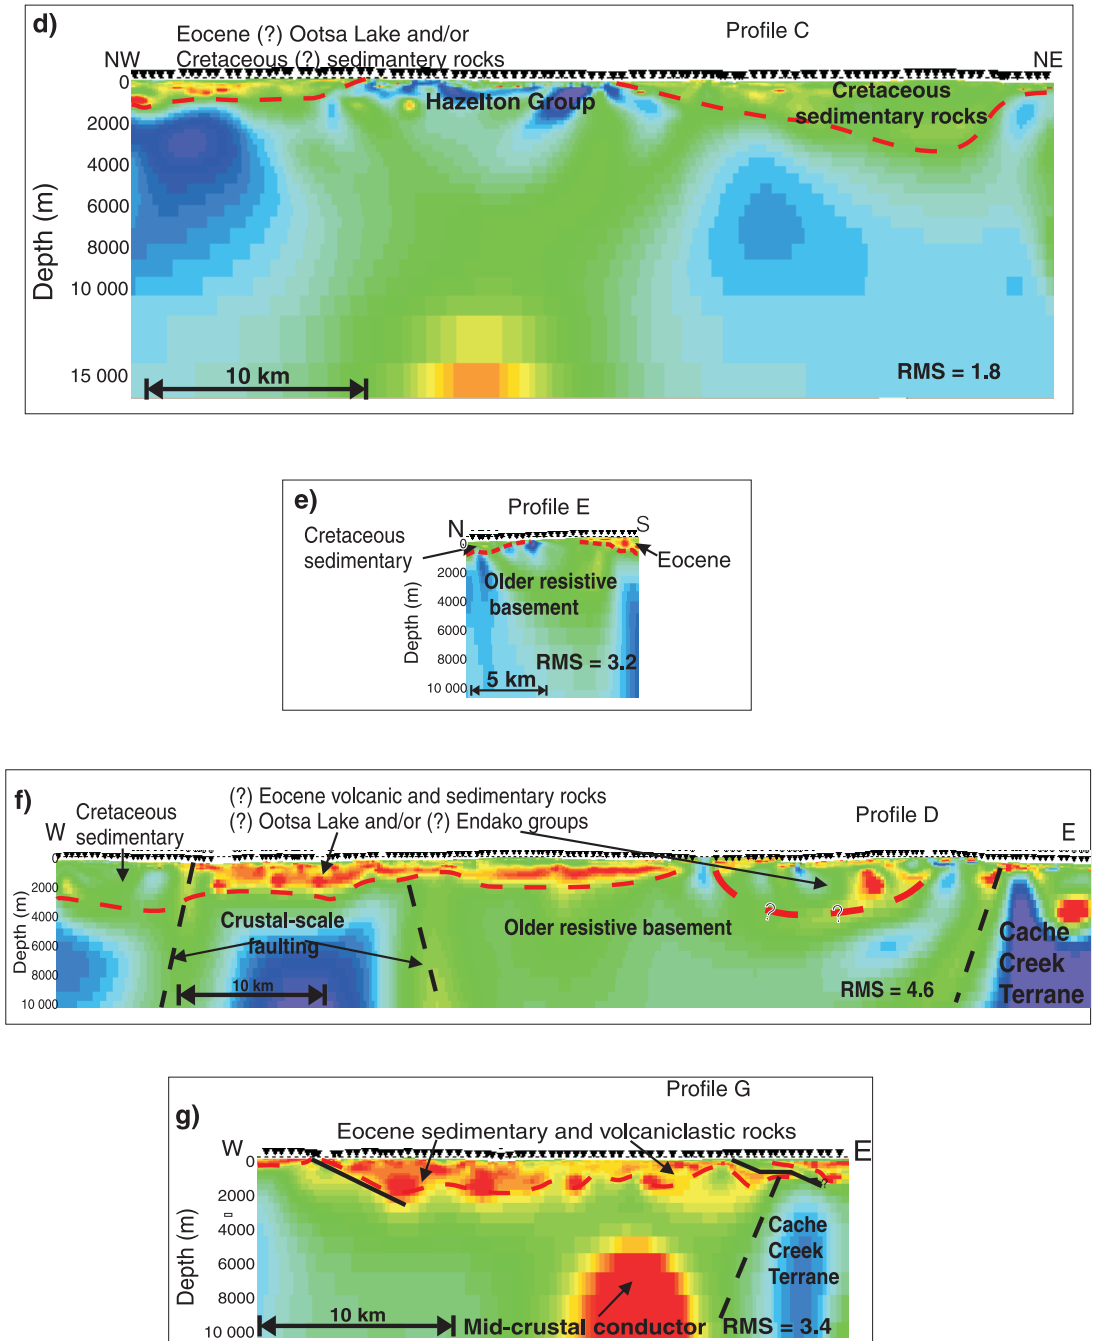 d)
Profile C
Eocene (?) Ootsa Lake and/or
Cretaceous (?) sedimantery rocks
NW
NE
0
2000
4000
6000
8000
10 000
15 000
Depth (m)
Hazelton Group
Cretaceous
sedimentary rocks
10 km
RMS = 1.8
e)
Profile E
N
S
Cretaceous
sedimentary
Eocene
0
2000
4000
6000
8000
10 000
Depth (m)
Older resistive
basement
RMS = 3.2
5 km
f)
(?) Eocene volcanic and sedimentary rocks
(?) Ootsa Lake and/or (?) Endako groups
Profile D
Cretaceous
sedimentary
W
E
0
2000
4000
6000
8000
10 000
Depth (m)
Crustal-scale
faulting
Older resistive basement
? ?
Cache
Creek
Terrane
10 km
RMS = 4.6
g)
Profile G
Eocene sedimentary and volcaniclastic rocks
W
E
0
2000
4000
6000
8000
10 000
Depth (m)
?
Cache
Creek
Terrane
10 km
Mid-crustal conductor
RMS = 3.4